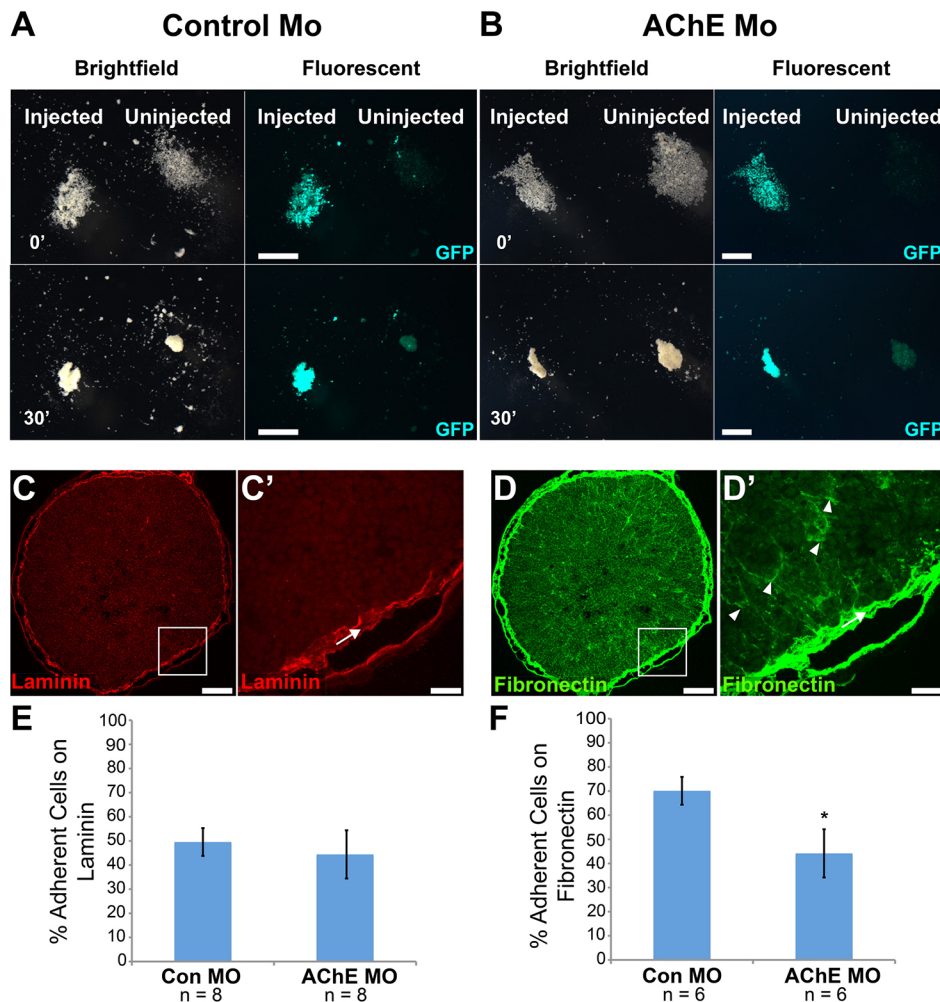 A Control Mo B AChE Mo
Brightfield Fluorescent Brightfield Fluorescent
Injected Uninjected Injected Uninjected Injected Uninjected Injected Uninjected
0' GFP 0' GFP
30' GFP 30' GFP
C C' D D'
Laminin Laminin Fibronectin Fibronectin
E
% Adherent Cells on
Laminin
100
90
80
70
60
50
40
30
20
10
0
Con MO AChE MO
n = 8 n = 8
F
% Adherent Cells on
Fibronectin
100
90
80
70
60
50
40
30
20
10
0
*
Con MO AChE MO
n = 6 n = 6